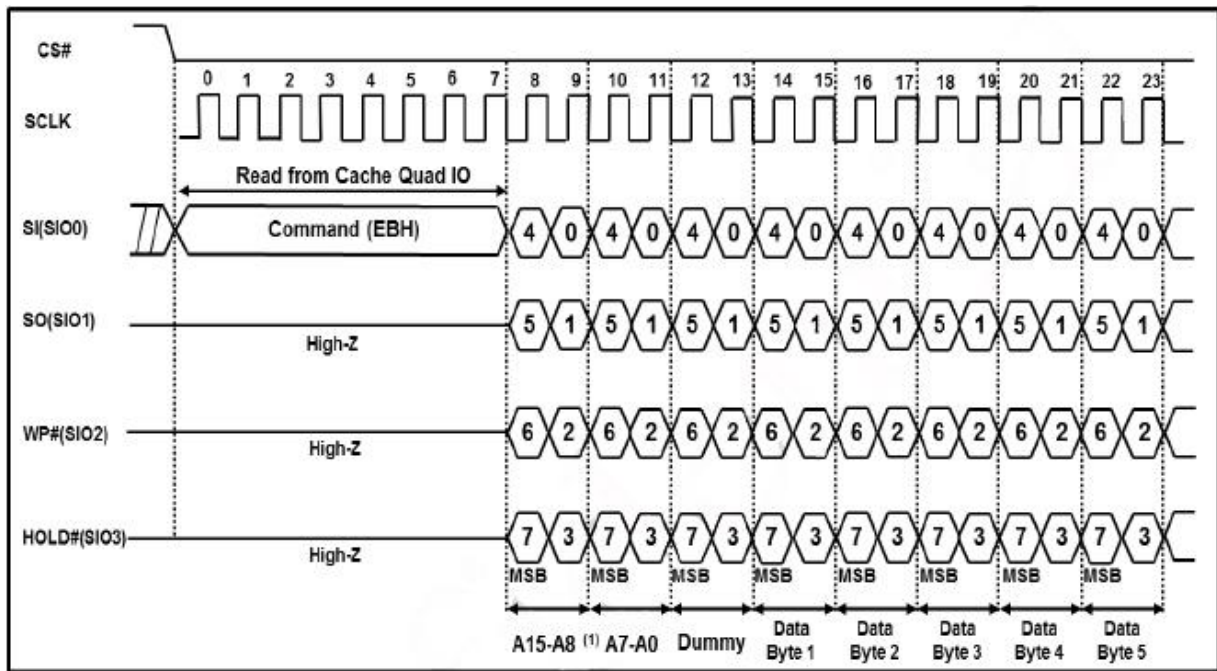 CS#
0 1 2 3 4 5 6 7 8 9 10 11 12 13 14 15 16 17 18 19 20 21 22 23
SCLK
Read from Cache Quad IO
SI(SIO0) Command (EBH) 4 0 4 0 4 0 4 0 4 0 4 0 4 0 4 0
SO(SIO1) 5 1 5 1 5 1 5 1 5 1 5 1 5 1 5 1
High-Z
WP#(SIO2) 6 2 6 2 6 2 6 2 6 2 6 2 6 2 6 2
High-Z
HOLD#(SIO3) 7 3 7 3 7 3 7 3 7 3 7 3 7 3 7 3
High-Z
MSB MSB MSB MSB MSB MSB MSB MSB
A15-A8 (1) A7-A0 Dummy Data Byte 1 Data Byte 2 Data Byte 3 Data Byte 4 Data Byte 5